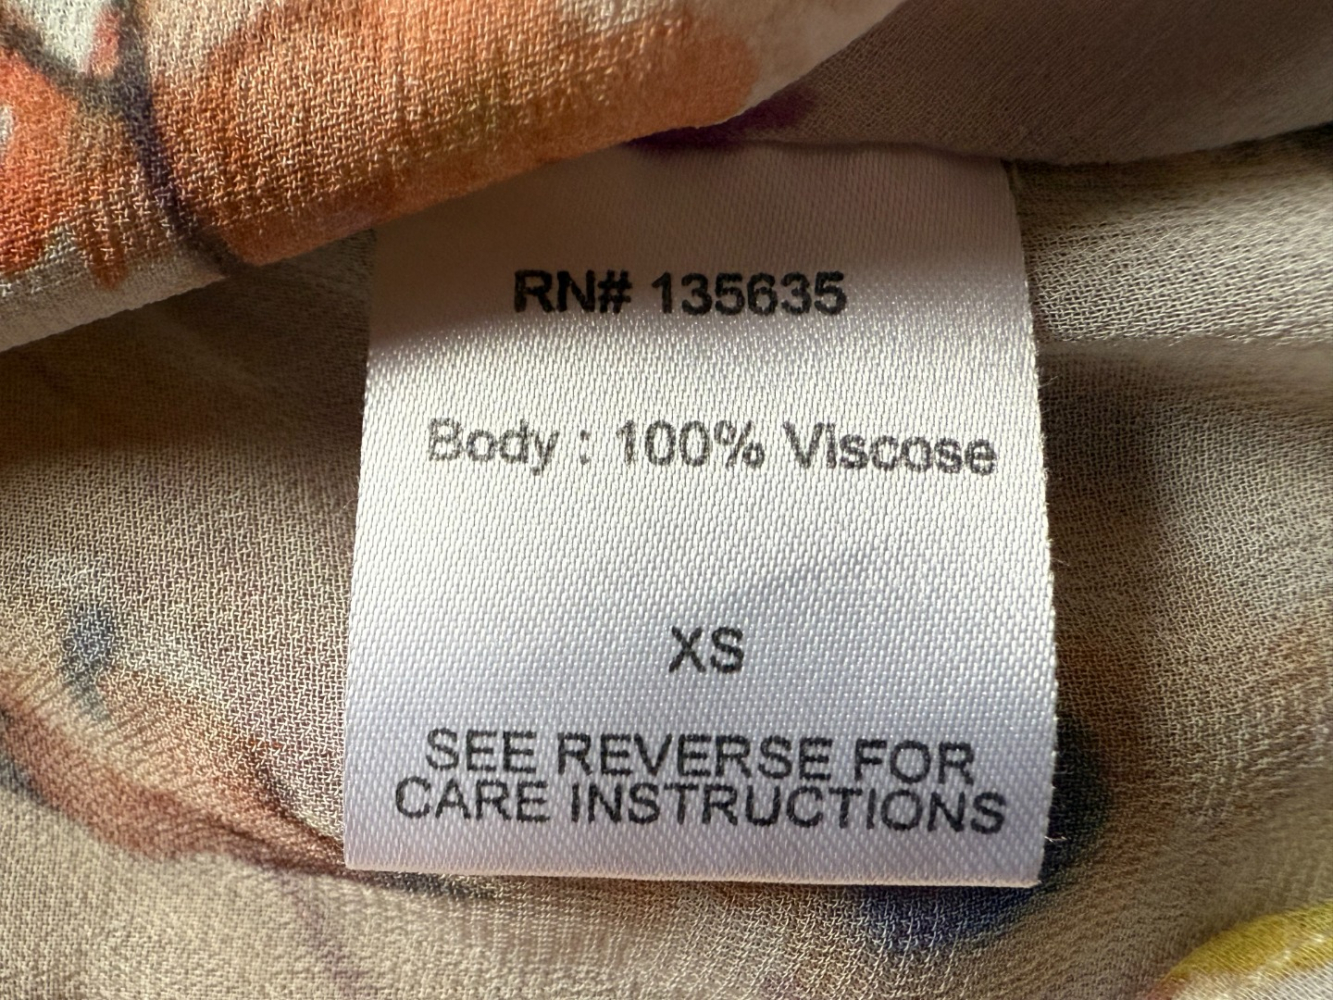 RN# 135635
Body : 100% Viscose
XS
SEE REVERSE FOR
CARE INSTRUCTIONS